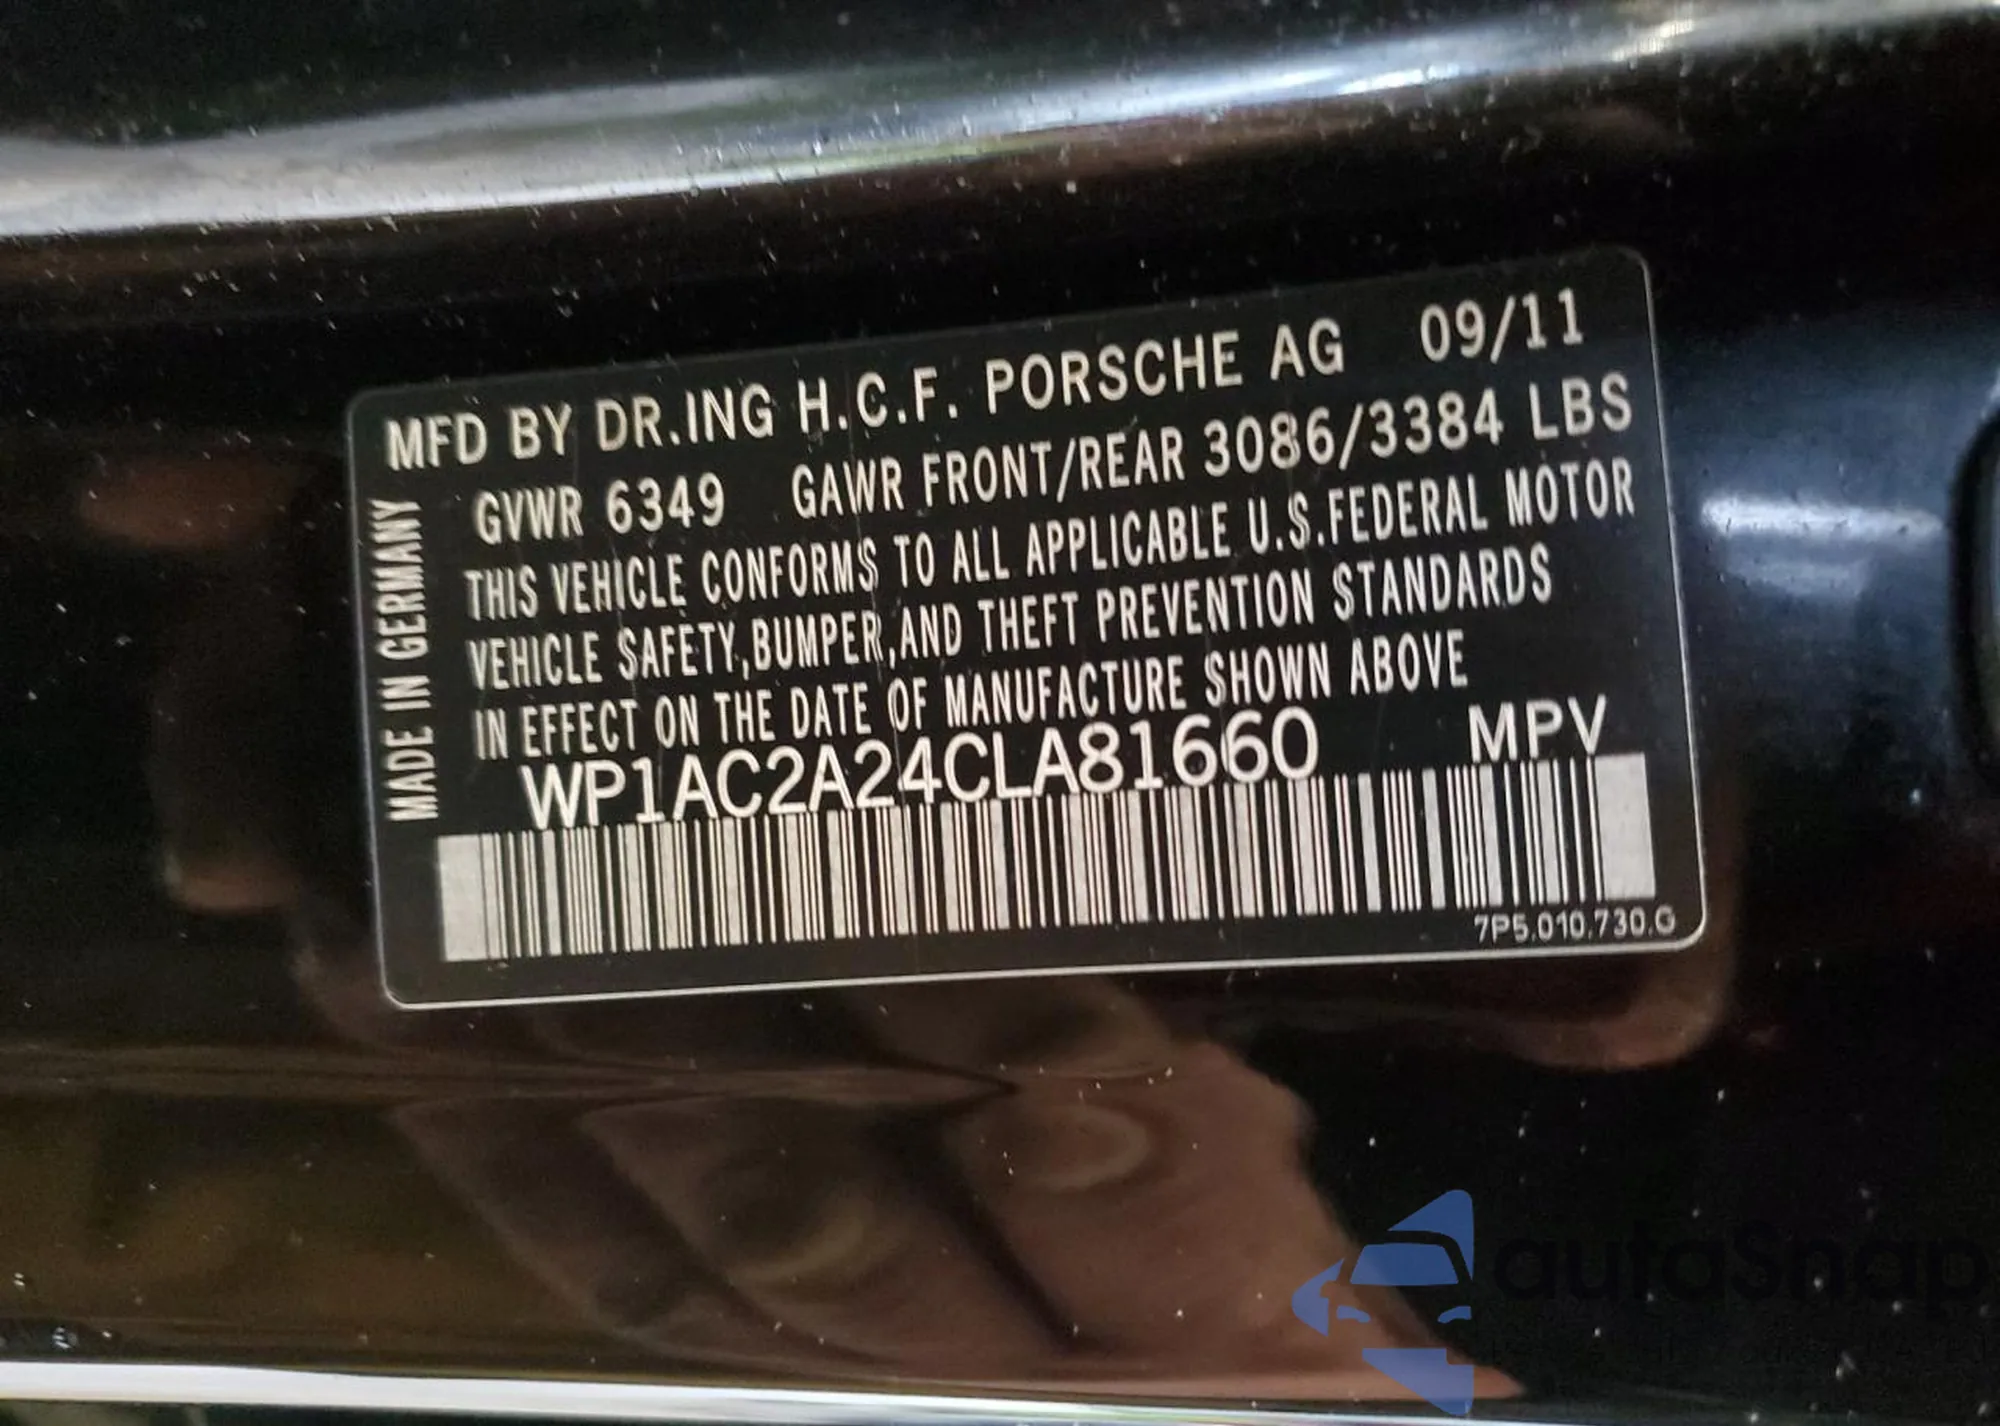 MFD BY DR.ING H.C.F. PORSCHE AG 09/11
GVWR 6349 GAWR FRONT/REAR 3086/3384 LBS
THIS VEHICLE CONFORMS TO ALL APPLICABLE U.S.FEDERAL MOTOR
VEHICLE SAFETY,BUMPER,AND THEFT PREVENTION STANDARDS
IN EFFECT ON THE DATE OF MANUFACTURE SHOWN ABOVE
WP1AC2A24CLA81660 MPV
7P5.010.730.G
MADE IN GERMANY
autoSnap